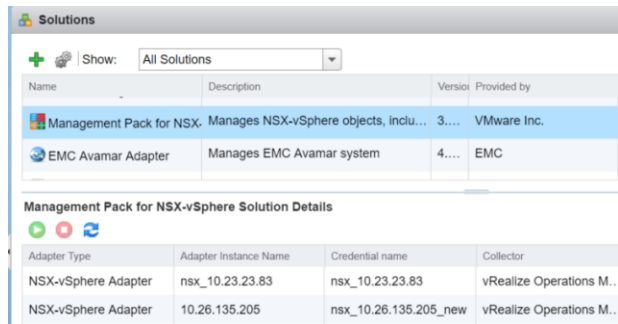 Solutions
Show: All Solutions
Name Description Version Provided by
Management Pack for NSX- Manages NSX-vSphere objects, inclu... 3.... VMware Inc.
EMC Avamar Adapter Manages EMC Avamar system 4.... EMC
Management Pack for NSX-vSphere Solution Details
Adapter Type Adapter Instance Name Credential name Collector
NSX-vSphere Adapter nsx_10.23.23.83 nsx_10.23.23.83 vRealize Operations M...
NSX-vSphere Adapter 10.26.135.205 nsx_10.26.135.205_new vRealize Operations M...